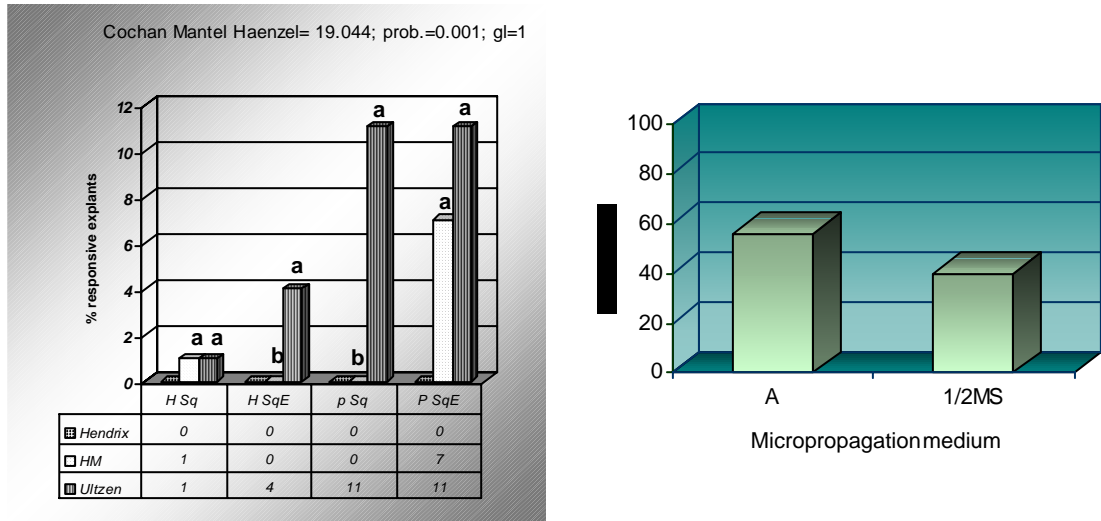 Cochan Mantel Haenzel= 19.044; prob.=0.001; gl=1
% responsive explants
12
10
8
6
4
2
0
a a
b a
b a
a a
H Sq H SqE p Sq P SqE
Hendrix 0 0 0 0
HM 1 0 0 7
Ultzen 1 4 11 11
100
80
60
40
20
0
A 1/2MS
Micropropagation medium